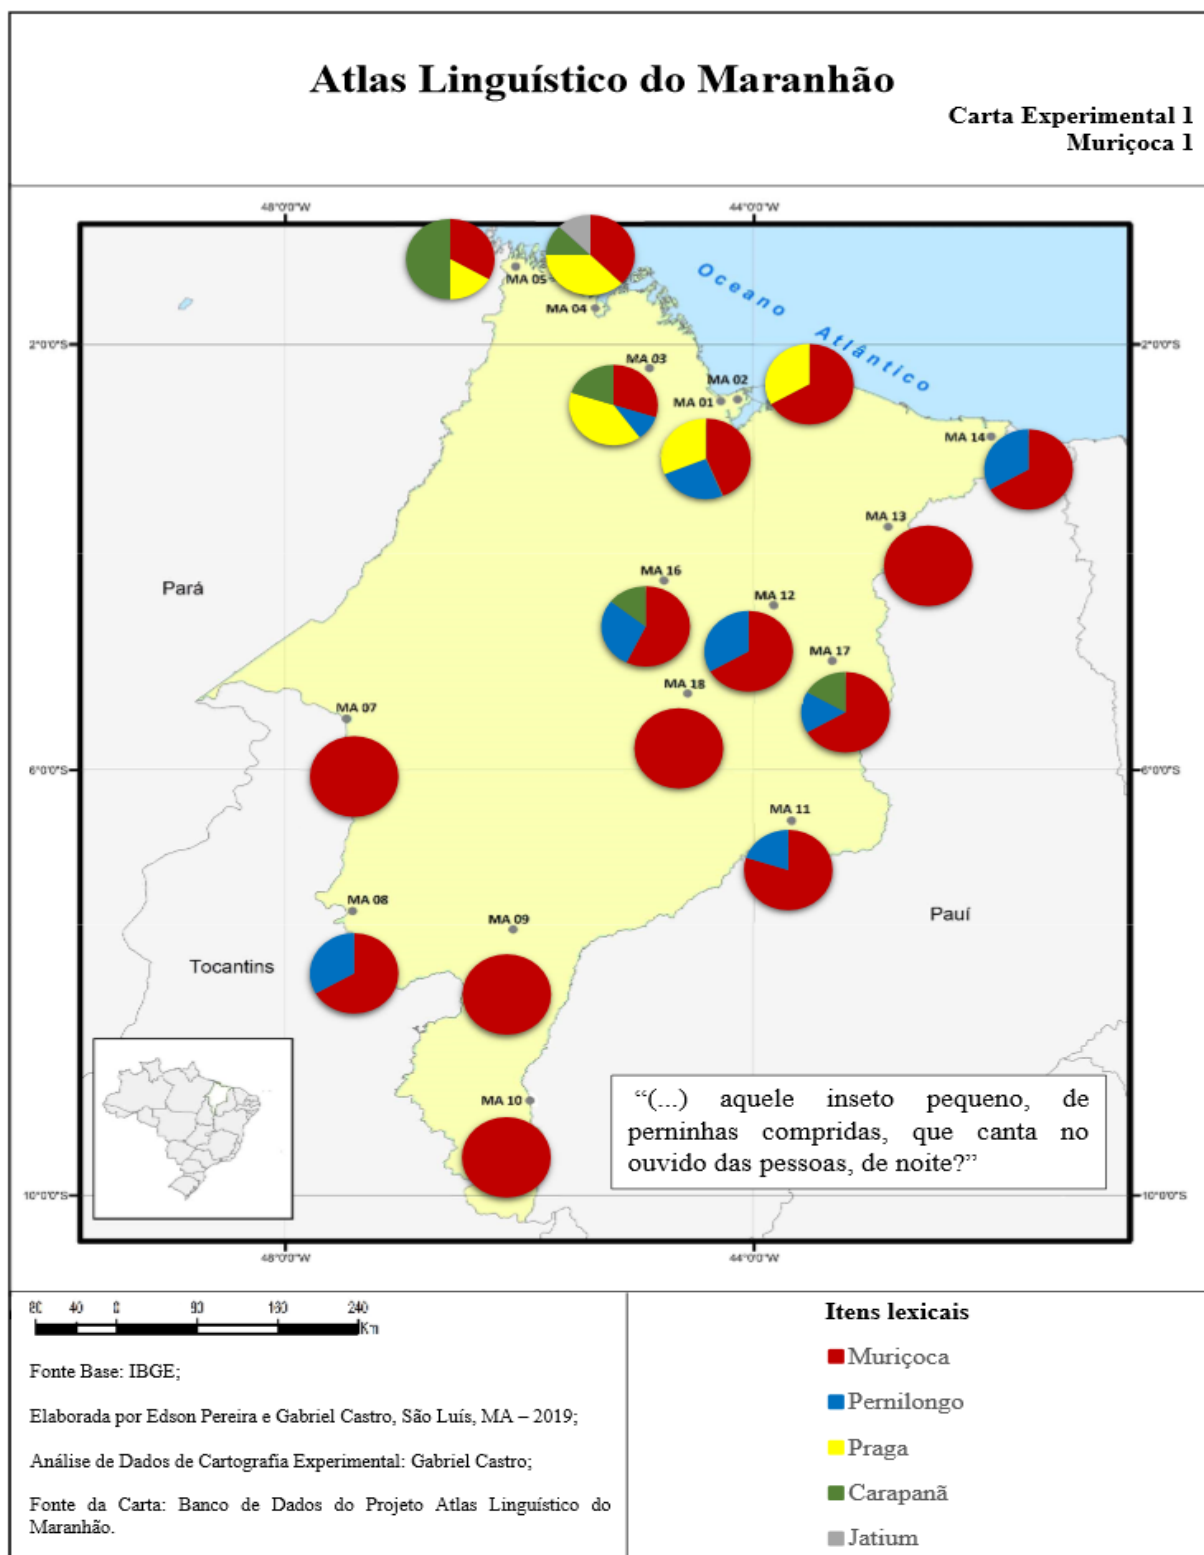 Atlas Linguístico do Maranhão
Carta Experimental 1
Muriçoca 1
48°0'0"W
44°0'0"W
Oceano Atlântico
MA 05
MA 04
2°0'0"S
2°0'0"S
MA 03
MA 02
MA 01
MA 14
MA 13
Pará
MA 16
MA 12
MA 17
MA 18
MA 07
6°0'0"S
6°0'0"S
MA 11
MA 08
MA 09
Pauí
Tocantins
MA 10
“(...) aquele inseto pequeno, de
perninhas compridas, que canta no
ouvido das pessoas, de noite?”
10°0'0"S
10°0'0"S
48°0'0"W
44°0'0"W
80 40 0 160 240
Km
Fonte Base: IBGE;
Elaborada por Edson Pereira e Gabriel Castro, São Luís, MA – 2019;
Análise de Dados de Cartografia Experimental: Gabriel Castro;
Fonte da Carta: Banco de Dados do Projeto Atlas Linguístico do
Maranhão.
Itens lexicais
Muriçoca
Pernilongo
Praga
Carapanã
Jatium